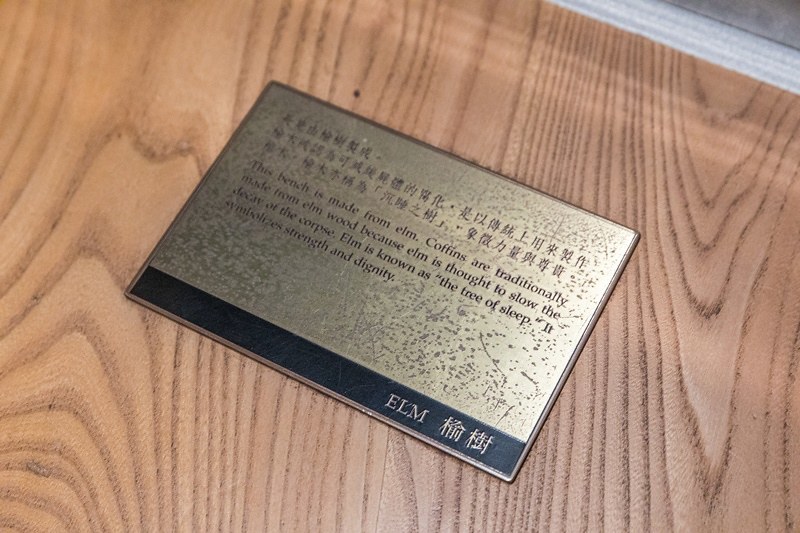 長凳由榆樹製成。
榆木被認為可減緩屍體的腐化，是以傳統上用來製作
棺木。榆木亦稱為「沉睡之樹」，象徵力量與尊貴。
This bench is made from elm. Coffins are traditionally
made from elm wood because elm is thought to slow the
decay of the corpse. Elm is known as "the tree of sleep." It
symbolizes strength and dignity.
ELM 榆樹